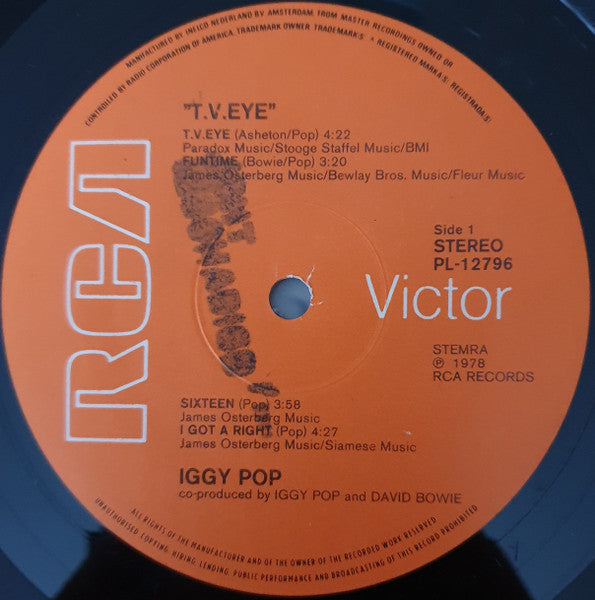 MANUFACTURED BY INELCO NEDERLAND BV AMSTERDAM, FROM MASTER RECORDINGS OWNED OR
CONTROLLED BY RADIO CORPORATION OF AMERICA. TRADEMARK OWNER TRADEMARK(S) REGISTERED MARKA(S) REGISTRADA(S)
"T.V.EYE"
T.V.EYE (Asheton/Pop) 4:22
Paradox Music/Stooge Staffel Music/BMI
FUNTIME (Bowie/Pop) 3:20
James Osterberg Music/Bewlay Bros. Music/Fleur Music
Side 1
STEREO
PL-12796
RCA
Victor
STEMRA
℗ 1978
RCA RECORDS
SIXTEEN (Pop) 3:58
James Osterberg Music
I GOT A RIGHT (Pop) 4:27
James Osterberg Music/Siamese Music
IGGY POP
co-produced by IGGY POP and DAVID BOWIE
ALL RIGHTS OF THE MANUFACTURER AND OF THE OWNER OF THE RECORDED WORK RESERVED
UNAUTHORISED COPYING, HIRING, LENDING, PUBLIC PERFORMANCE AND BROADCASTING OF THIS RECORD PROHIBITED